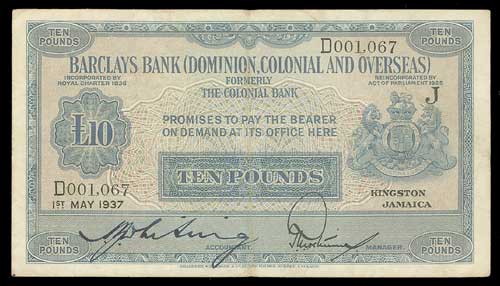 TEN POUNDS
TEN POUNDS
D001,067
BARCLAYS BANK (DOMINION, COLONIAL AND OVERSEAS)
INCORPORATED BY
ROYAL CHARTER 1836
FORMERLY
THE COLONIAL BANK
REINCORPORATED BY
ACT OF PARLIAMENT 1925
J
PROMISES TO PAY THE BEARER
ON DEMAND AT ITS OFFICE HERE
£10
TEN POUNDS
D001,067
1ST MAY 1937
KINGSTON
JAMAICA
ACCOUNTANT.
MANAGER.
TEN POUNDS
TEN POUNDS